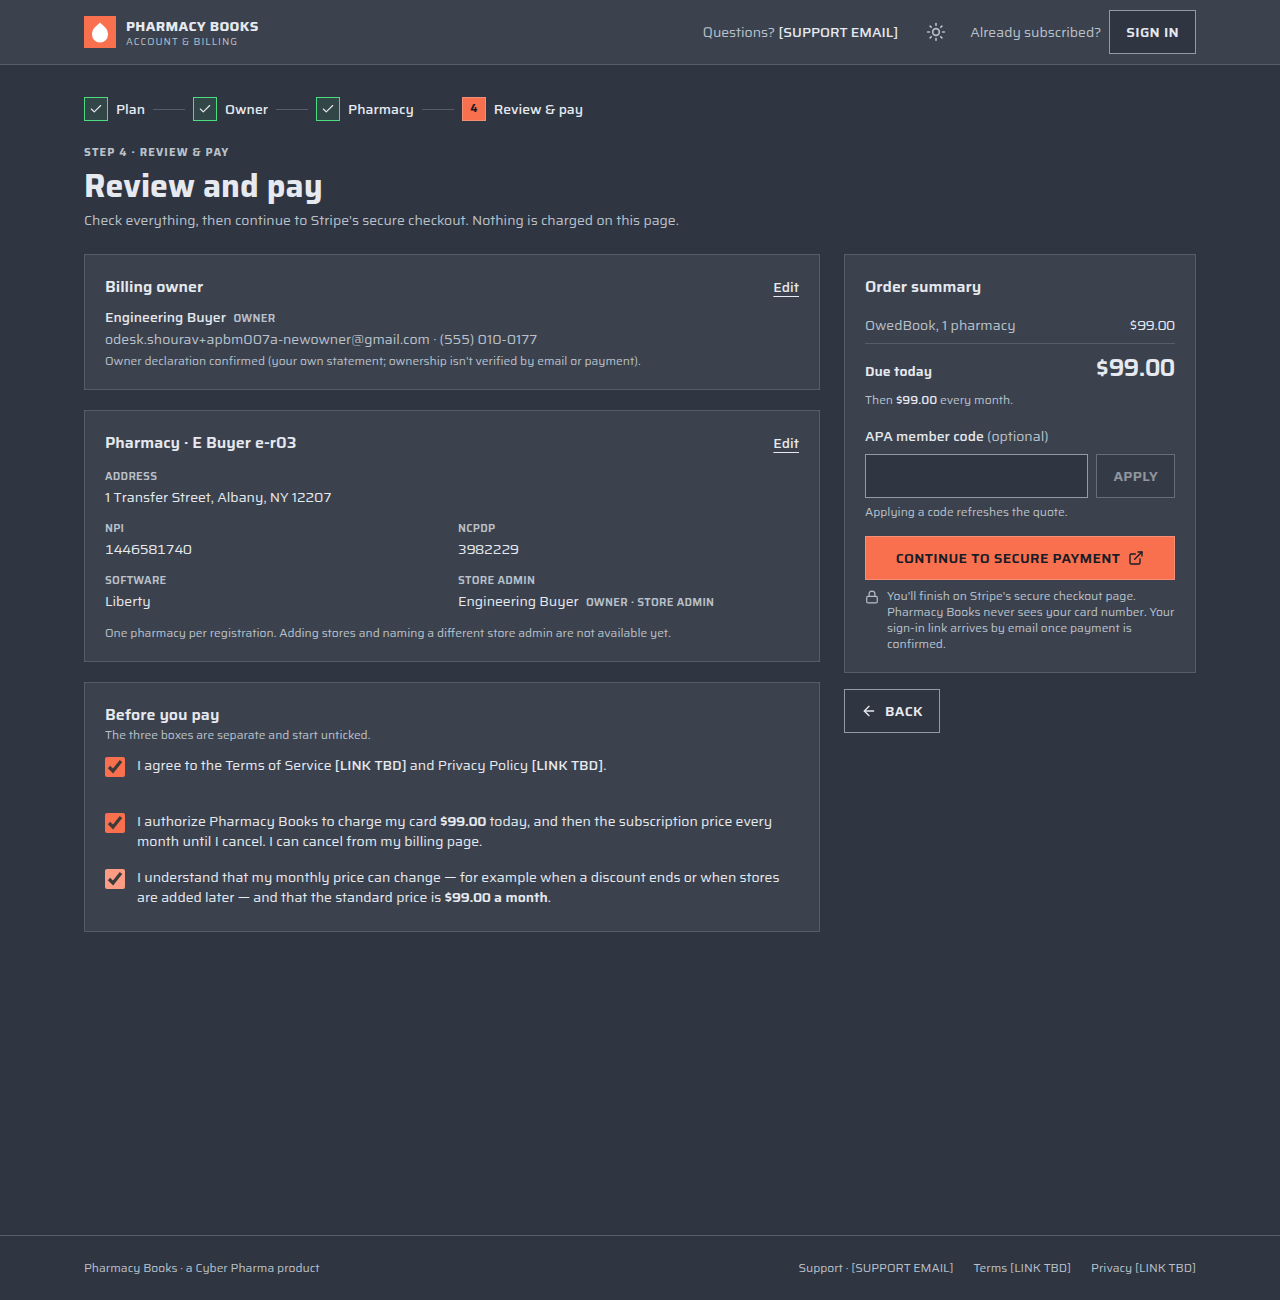 PHARMACY BOOKS
ACCOUNT & BILLING
Questions? [SUPPORT EMAIL]
Already subscribed?
SIGN IN
Plan
Owner
Pharmacy
4
Review & pay
STEP 4 · REVIEW & PAY
Review and pay
Check everything, then continue to Stripe's secure checkout. Nothing is charged on this page.
Billing owner
Edit
Engineering Buyer OWNER
odesk.shourav+apbm007a-newowner@gmail.com · (555) 010-0177
Owner declaration confirmed (your own statement; ownership isn't verified by email or payment).
Pharmacy · E Buyer e-r03
Edit
ADDRESS
1 Transfer Street, Albany, NY 12207
NPI
1446581740
NCPDP
3982229
SOFTWARE
Liberty
STORE ADMIN
Engineering Buyer OWNER · STORE ADMIN
One pharmacy per registration. Adding stores and naming a different store admin are not available yet.
Before you pay
The three boxes are separate and start unticked.
I agree to the Terms of Service [LINK TBD] and Privacy Policy [LINK TBD].
I authorize Pharmacy Books to charge my card $99.00 today, and then the subscription price every
month until I cancel. I can cancel from my billing page.
I understand that my monthly price can change — for example when a discount ends or when stores
are added later — and that the standard price is $99.00 a month.
Order summary
OwedBook, 1 pharmacy $99.00
Due today $99.00
Then $99.00 every month.
APA member code (optional)
APPLY
Applying a code refreshes the quote.
CONTINUE TO SECURE PAYMENT
You'll finish on Stripe's secure checkout page.
Pharmacy Books never sees your card number. Your
sign-in link arrives by email once payment is
confirmed.
BACK
Pharmacy Books · a Cyber Pharma product
Support · [SUPPORT EMAIL]
Terms [LINK TBD]
Privacy [LINK TBD]